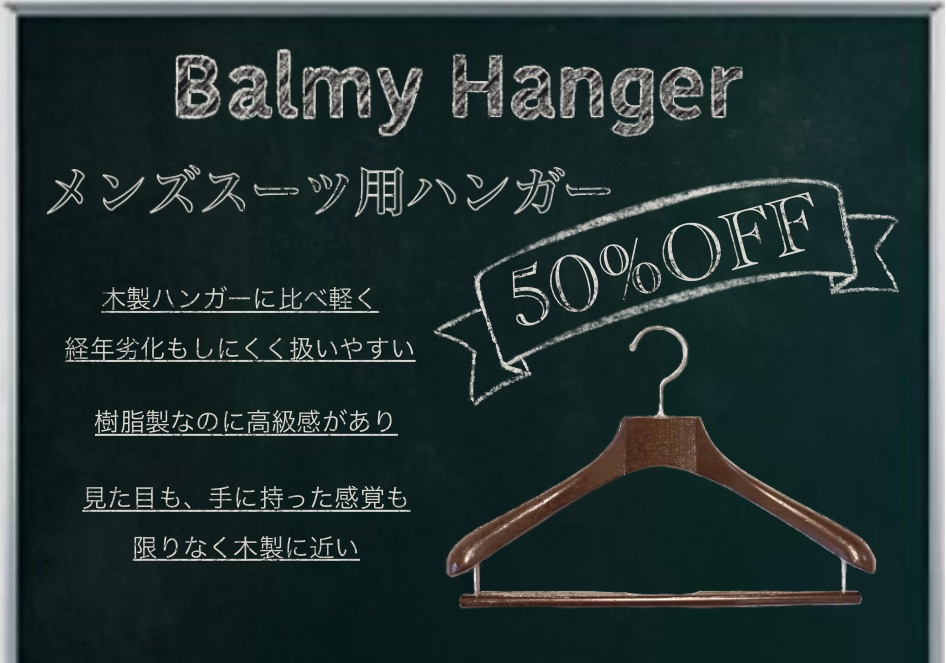 Balmy Hanger
メンズスーツ用ハンガー
50%OFF
木製ハンガーに比べ軽く
経年劣化もしにくく扱いやすい
樹脂製なのに高級感があり
見た目も、手に持った感覚も
限りなく木製に近い